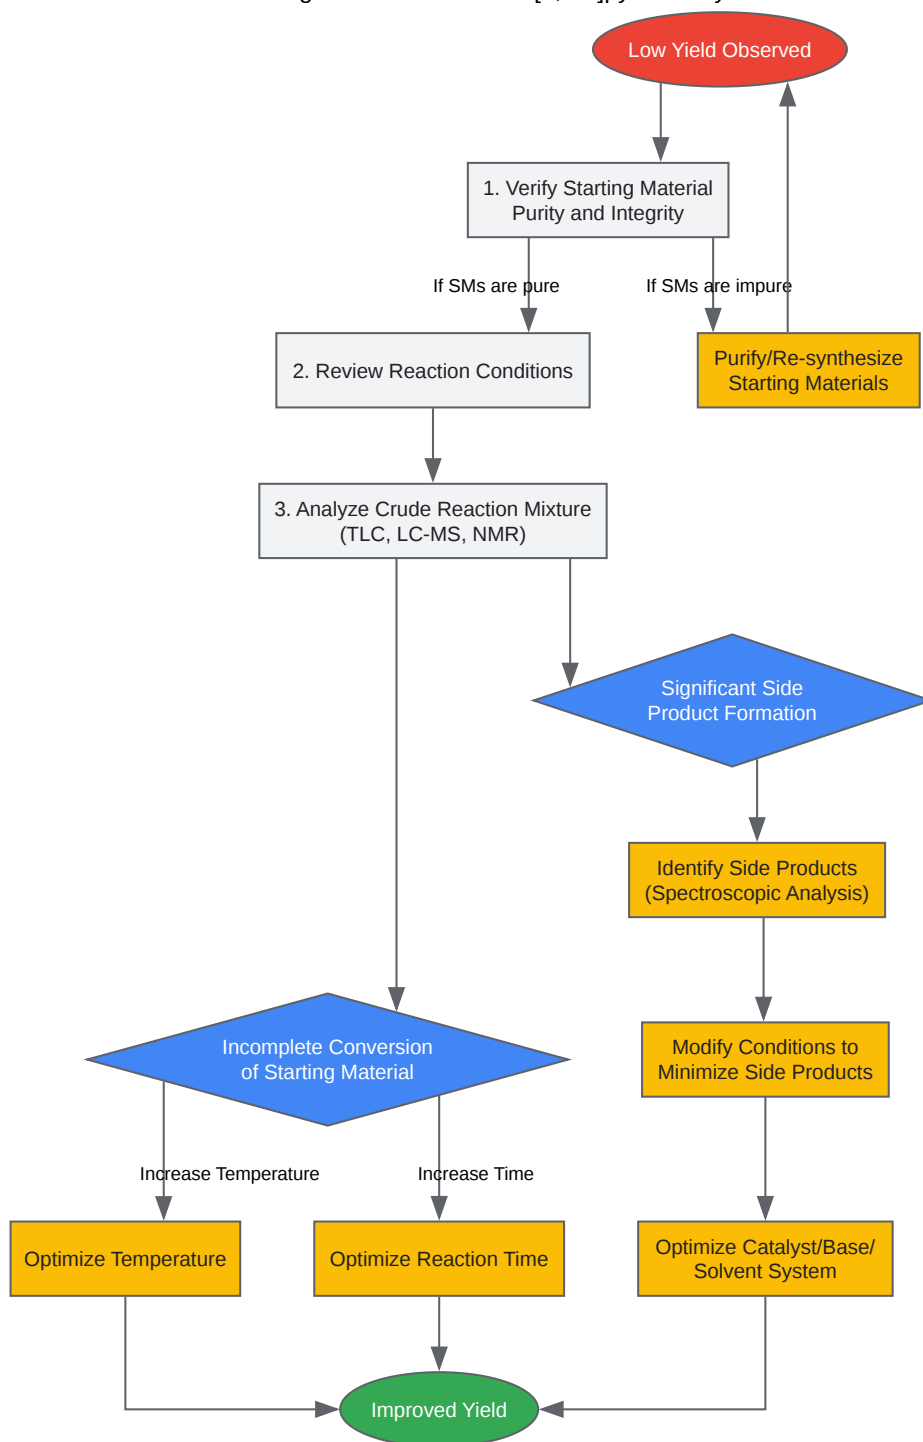 Low Yield Observed
1. Verify Starting Material
Purity and Integrity
If SMs are pure
If SMs are impure
2. Review Reaction Conditions
Purify/Re-synthesize
Starting Materials
3. Analyze Crude Reaction Mixture
(TLC, LC-MS, NMR)
Significant Side
Product Formation
Identify Side Products
(Spectroscopic Analysis)
Incomplete Conversion
of Starting Material
Modify Conditions to
Minimize Side Products
Increase Temperature
Increase Time
Optimize Temperature
Optimize Reaction Time
Optimize Catalyst/Base/
Solvent System
Improved Yield